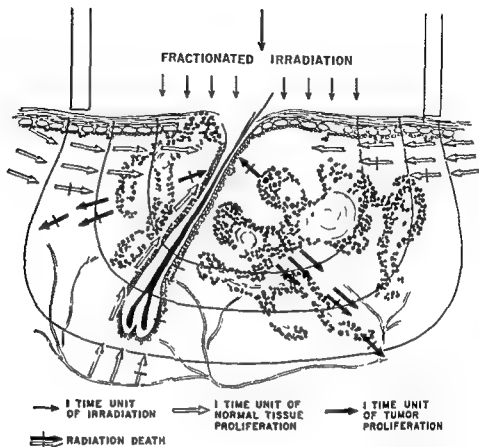 FRACTIONATED IRRADIATION
1 TIME UNIT OF IRRADIATION
1 TIME UNIT OF NORMAL TISSUE PROLIFERATION
1 TIME UNIT OF TUMOR PROLIFERATION
RADIATION DEATH